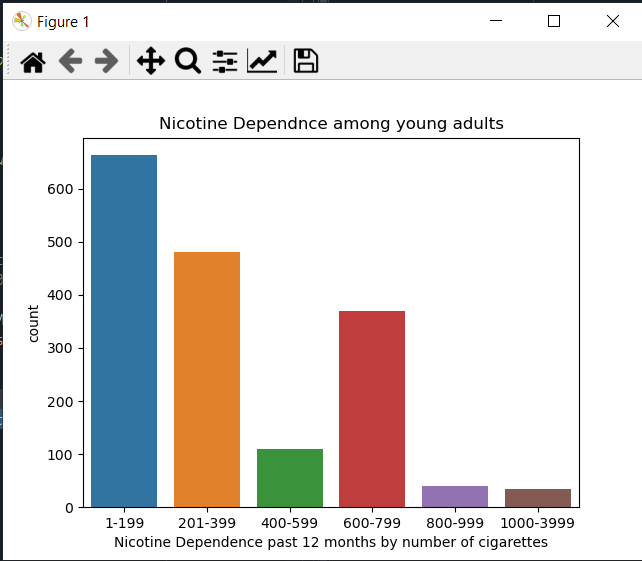 Figure 1
Nicotine Dependnce among young adults
600
500
400
300
200
100
0
count
1-199 201-399 400-599 600-799 800-999 1000-3999
Nicotine Dependence past 12 months by number of cigarettes